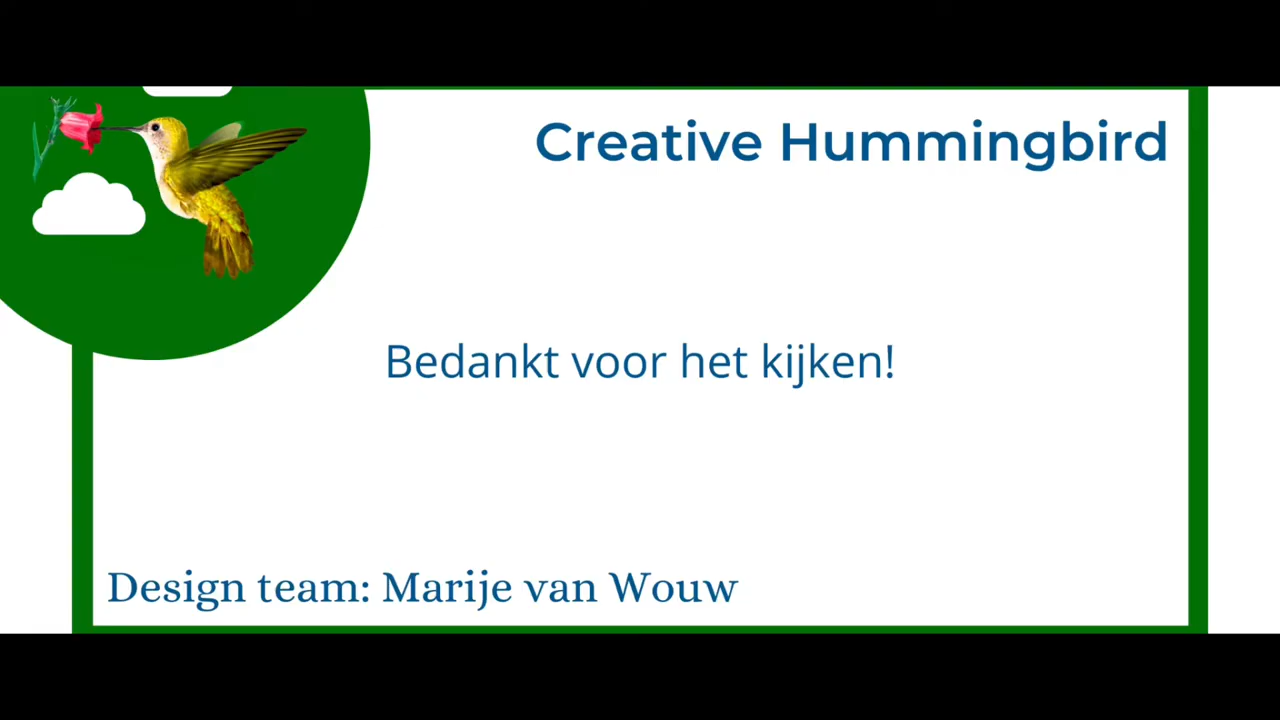 Creative Hummingbird
Bedankt voor het kijken!
Design team: Marije van Wouw